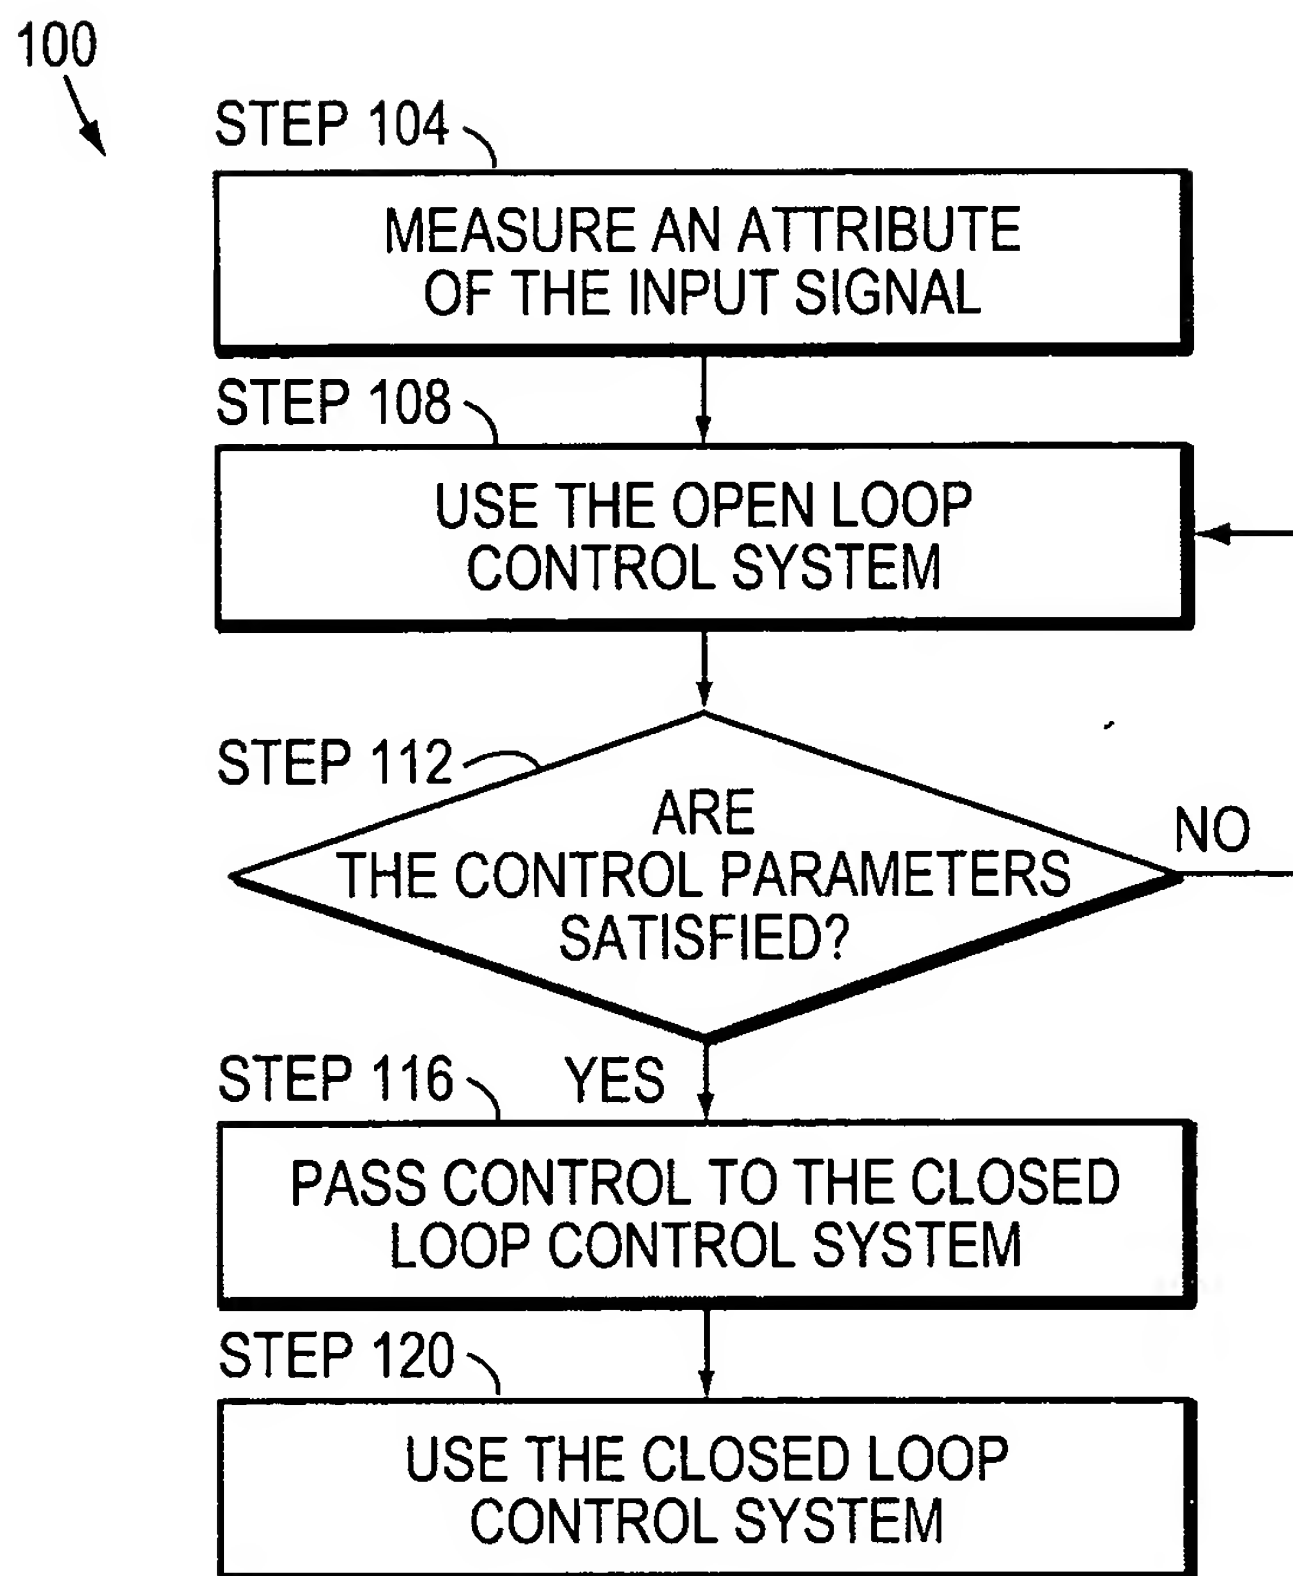 100
STEP 104
MEASURE AN ATTRIBUTE
OF THE INPUT SIGNAL
STEP 108
USE THE OPEN LOOP
CONTROL SYSTEM
STEP 112
ARE
THE CONTROL PARAMETERS
SATISFIED?
NO
STEP 116
YES
PASS CONTROL TO THE CLOSED
LOOP CONTROL SYSTEM
STEP 120
USE THE CLOSED LOOP
CONTROL SYSTEM